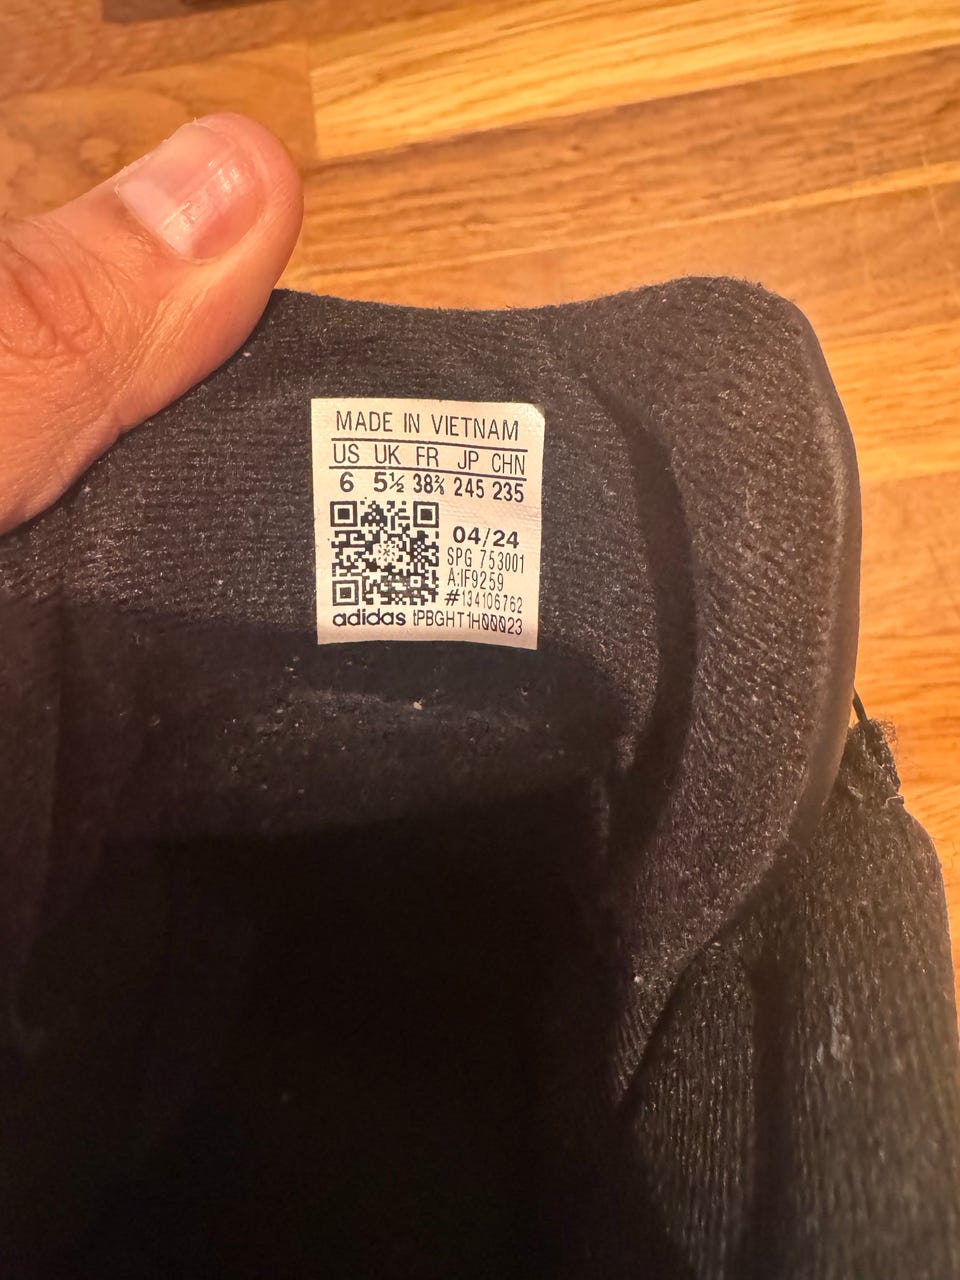 MADE IN VIETNAM
US UK FR JP CHN
6 5½ 38⅔ 245 235
04/24
SPG 753001
A:IF9259
#134106762
adidas tPBGHT1H00023